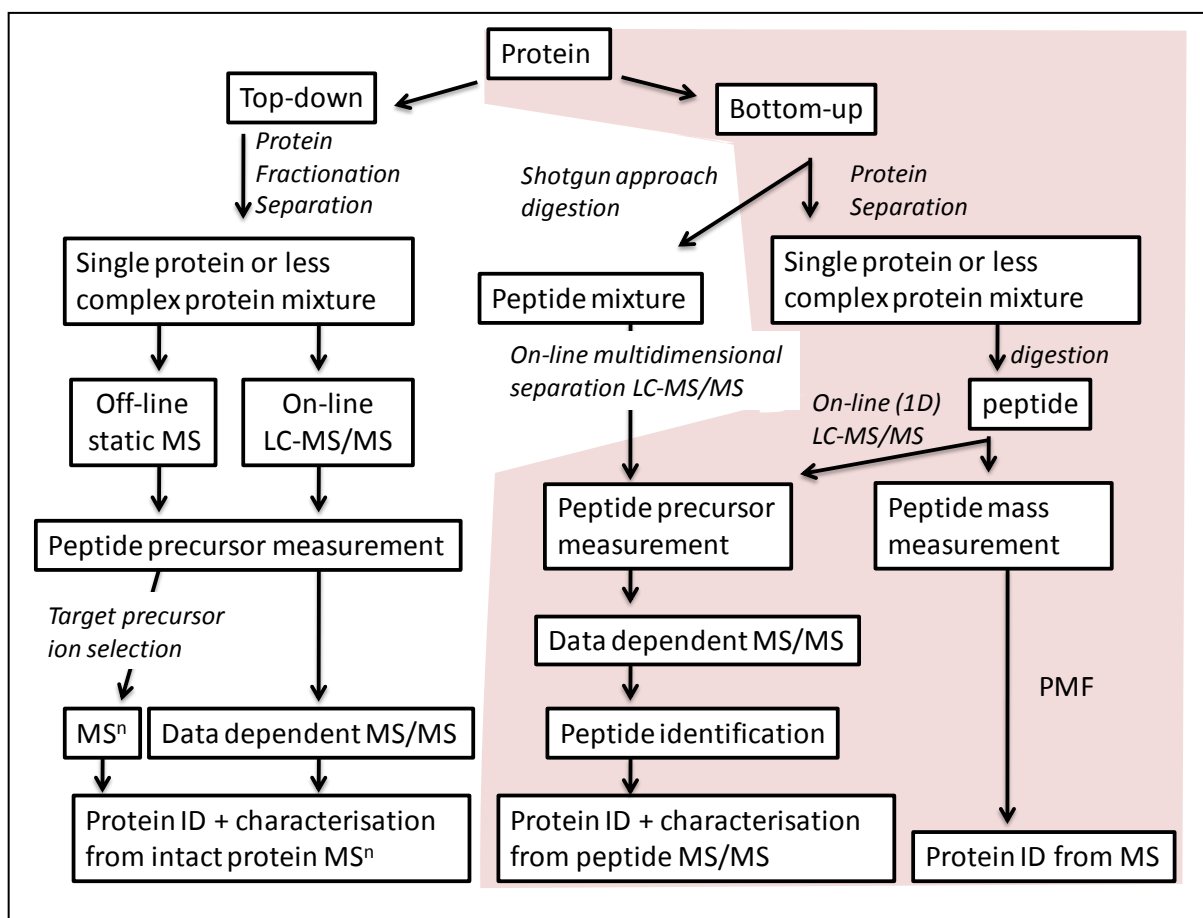 Protein
Top-down
Bottom-up
Protein
Fractionation
Separation
Shotgun approach
digestion
Protein
Separation
Single protein or less
complex protein mixture
Peptide mixture
Single protein or less
complex protein mixture
On-line multidimensional
separation LC-MS/MS
digestion
Off-line
static MS
On-line
LC-MS/MS
On-line (1D)
LC-MS/MS
peptide
Peptide precursor measurement
Peptide precursor
measurement
Peptide mass
measurement
Target precursor
ion selection
Data dependent MS/MS
PMF
MSⁿ
Data dependent MS/MS
Peptide identification
Protein ID + characterisation
from intact protein MSⁿ
Protein ID + characterisation
from peptide MS/MS
Protein ID from MS